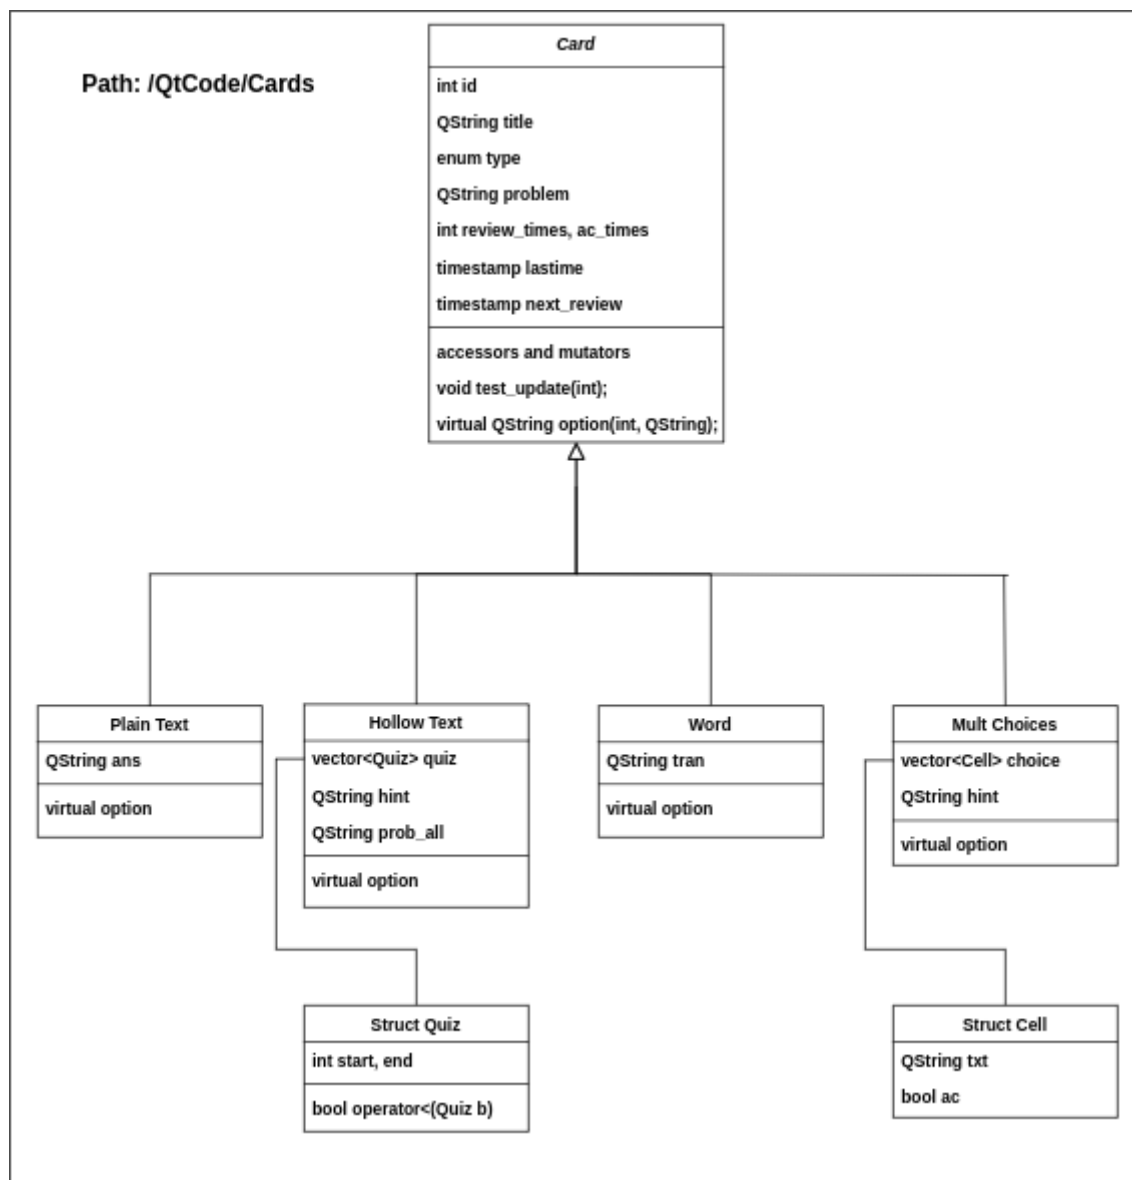 Card
Path: /QtCode/Cards
int id
QString title
enum type
QString problem
int review_times, ac_times
timestamp lastime
timestamp next_review
accessors and mutators
void test_update(int);
virtual QString option(int, QString);
Plain Text
QString ans
virtual option
Hollow Text
vector<Quiz> quiz
QString hint
QString prob_all
virtual option
Word
QString tran
virtual option
Mult Choices
vector<Cell> choice
QString hint
virtual option
Struct Quiz
int start, end
bool operator<(Quiz b)
Struct Cell
QString txt
bool ac